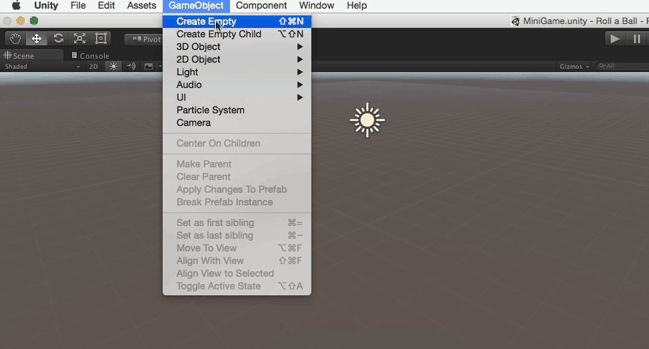 Unity File Edit Assets GameObject Component Window Help
MiniGame.unity - Roll a Ball -
Pivot
Scene Console
Shaded 2D Gizmos All
Create Empty ⇧⌘N
Create Empty Child ⌥⇧N
3D Object
2D Object
Light
Audio
UI
Particle System
Camera
Center On Children
Make Parent
Clear Parent
Apply Changes To Prefab
Break Prefab Instance
Set as first sibling ⌘=
Set as last sibling ⌘-
Move To View ⌥⌘F
Align With View ⇧⌘F
Align View to Selected
Toggle Active State ⌥⇧A